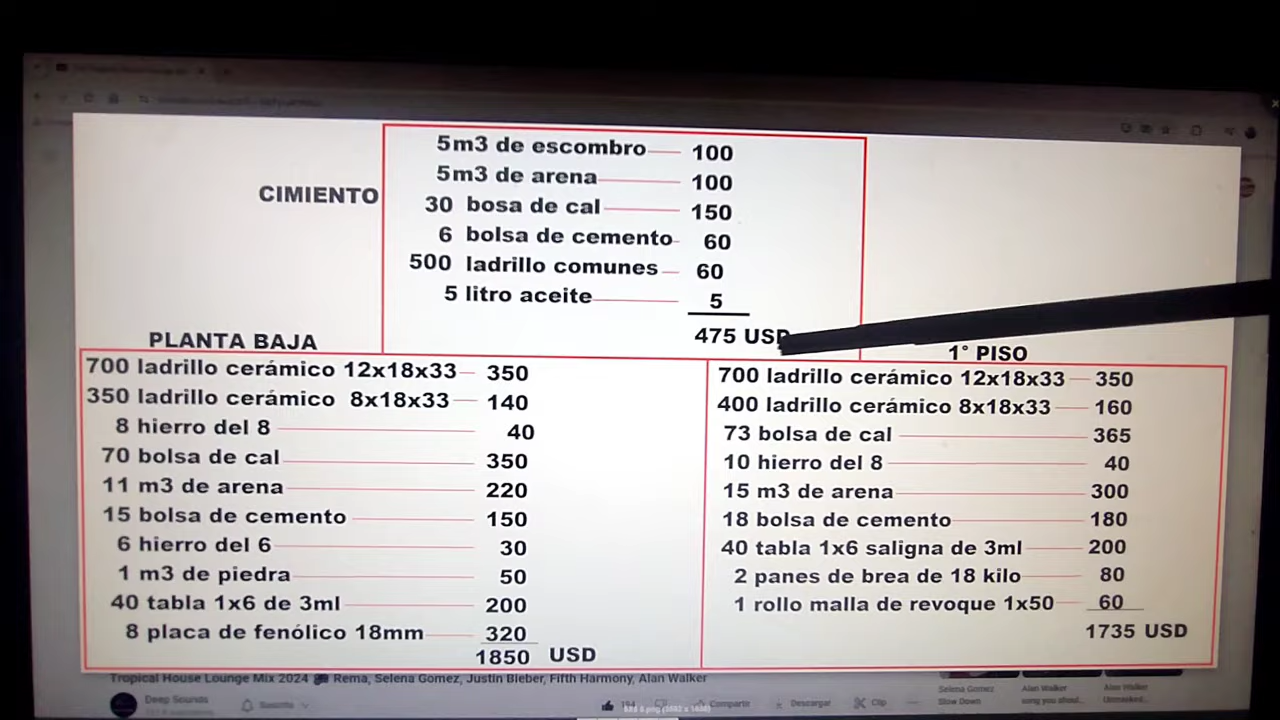 CIMIENTO
5m3 de escombro 100
5m3 de arena 100
30 bosa de cal 150
6 bolsa de cemento 60
500 ladrillo comunes 60
5 litro aceite 5
475 USD
PLANTA BAJA
700 ladrillo cerámico 12x18x33 350
350 ladrillo cerámico 8x18x33 140
8 hierro del 8 40
70 bolsa de cal 350
11 m3 de arena 220
15 bolsa de cemento 150
6 hierro del 6 30
1 m3 de piedra 50
40 tabla 1x6 de 3ml 200
8 placa de fenólico 18mm 320
1850 USD
1° PISO
700 ladrillo cerámico 12x18x33 350
400 ladrillo cerámico 8x18x33 160
73 bolsa de cal 365
10 hierro del 8 40
15 m3 de arena 300
18 bolsa de cemento 180
40 tabla 1x6 saligna de 3ml 200
2 panes de brea de 18 kilo 80
1 rollo malla de revoque 1x50 60
1735 USD
Tropical House Lounge Mix 2024 Rema, Selena Gomez, Justin Bieber, Fifth Harmony, Alan Walker
Deep Sounds
194
Compartir
Descargar
Clip
Selena Gomez
Slow Down
Alan Walker